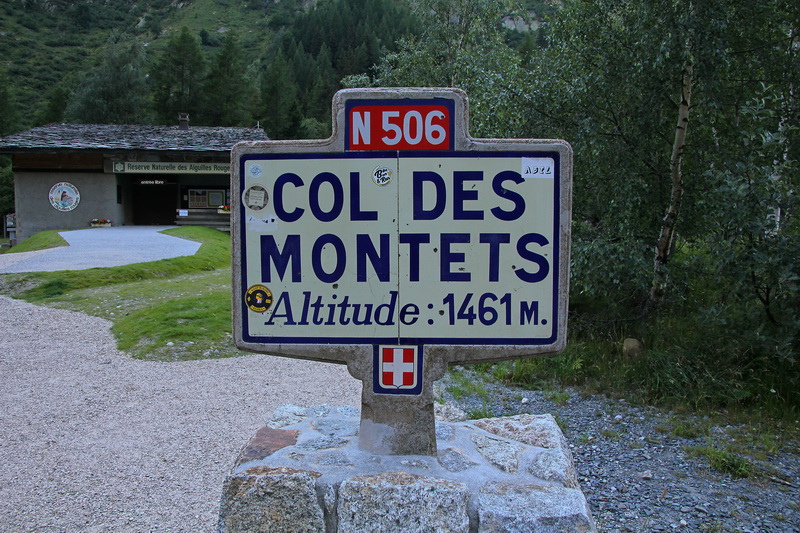 N 506
COL DES
MONTETS
Altitude : 1461 M.
Réserve Naturelle des Aiguilles Rouges